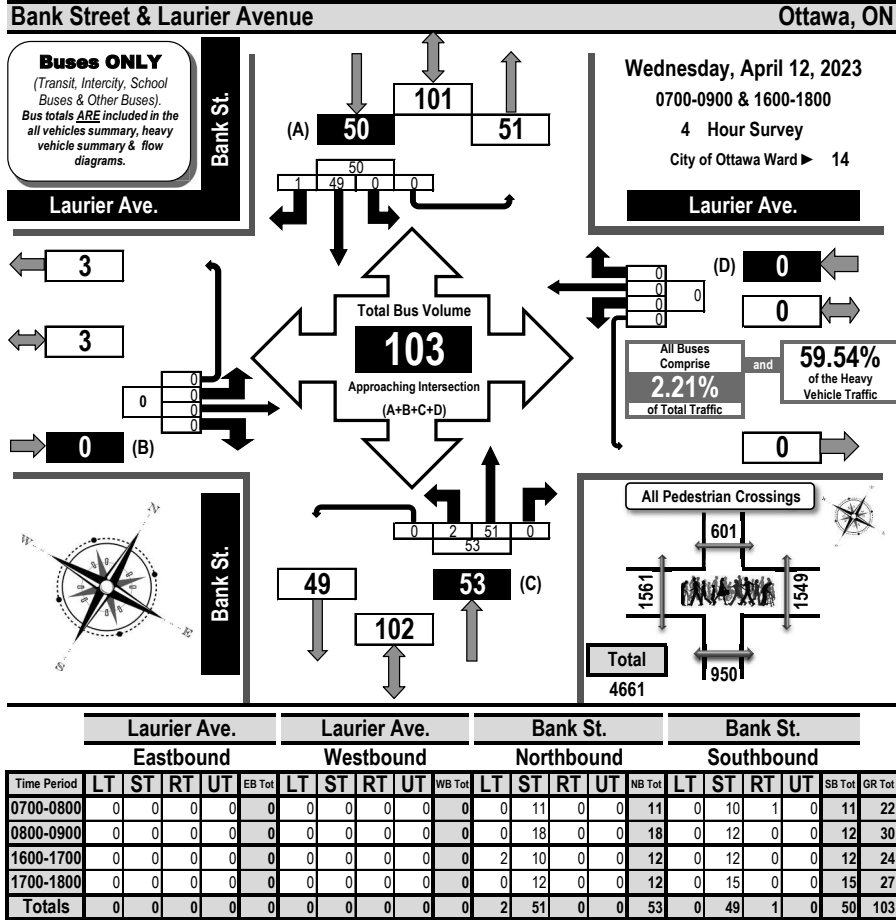 Bank Street & Laurier Avenue Ottawa, ON
Buses ONLY
(Transit, Intercity, School
Buses & Other Buses).
Bus totals ARE included in the
all vehicles summary, heavy
vehicle summary & flow
diagrams.
Bank St.
Laurier Ave.
101
(A) 50 51
50
1 49 0 0
Wednesday, April 12, 2023
0700-0900 & 1600-1800
4 Hour Survey
City of Ottawa Ward ► 14
Laurier Ave.
3
3
0
0
0
0
0
0 (B)
Total Bus Volume
103
Approaching Intersection
(A+B+C+D)
0
0
0
0
0
(D) 0
0
All Buses
Comprise
2.21%
of Total Traffic
and
59.54%
of the Heavy
Vehicle Traffic
0
N
W
E
S
Bank St.
0 2 51 0
53
49 53 (C)
102
All Pedestrian Crossings
601
1561
1549
950
Total
4661
Laurier Ave. Laurier Ave. Bank St. Bank St.
Eastbound Westbound Northbound Southbound
Time Period LT ST RT UT EB Tot LT ST RT UT WB Tot LT ST RT UT NB Tot LT ST RT UT SB Tot GR Tot
0700-0800 0 0 0 0 0 0 0 0 0 0 0 11 0 0 11 0 10 1 0 11 22
0800-0900 0 0 0 0 0 0 0 0 0 0 0 18 0 0 18 0 12 0 0 12 30
1600-1700 0 0 0 0 0 0 0 0 0 0 2 10 0 0 12 0 12 0 0 12 24
1700-1800 0 0 0 0 0 0 0 0 0 0 0 12 0 0 12 0 15 0 0 15 27
Totals 0 0 0 0 0 0 0 0 0 0 2 51 0 0 53 0 49 1 0 50 103